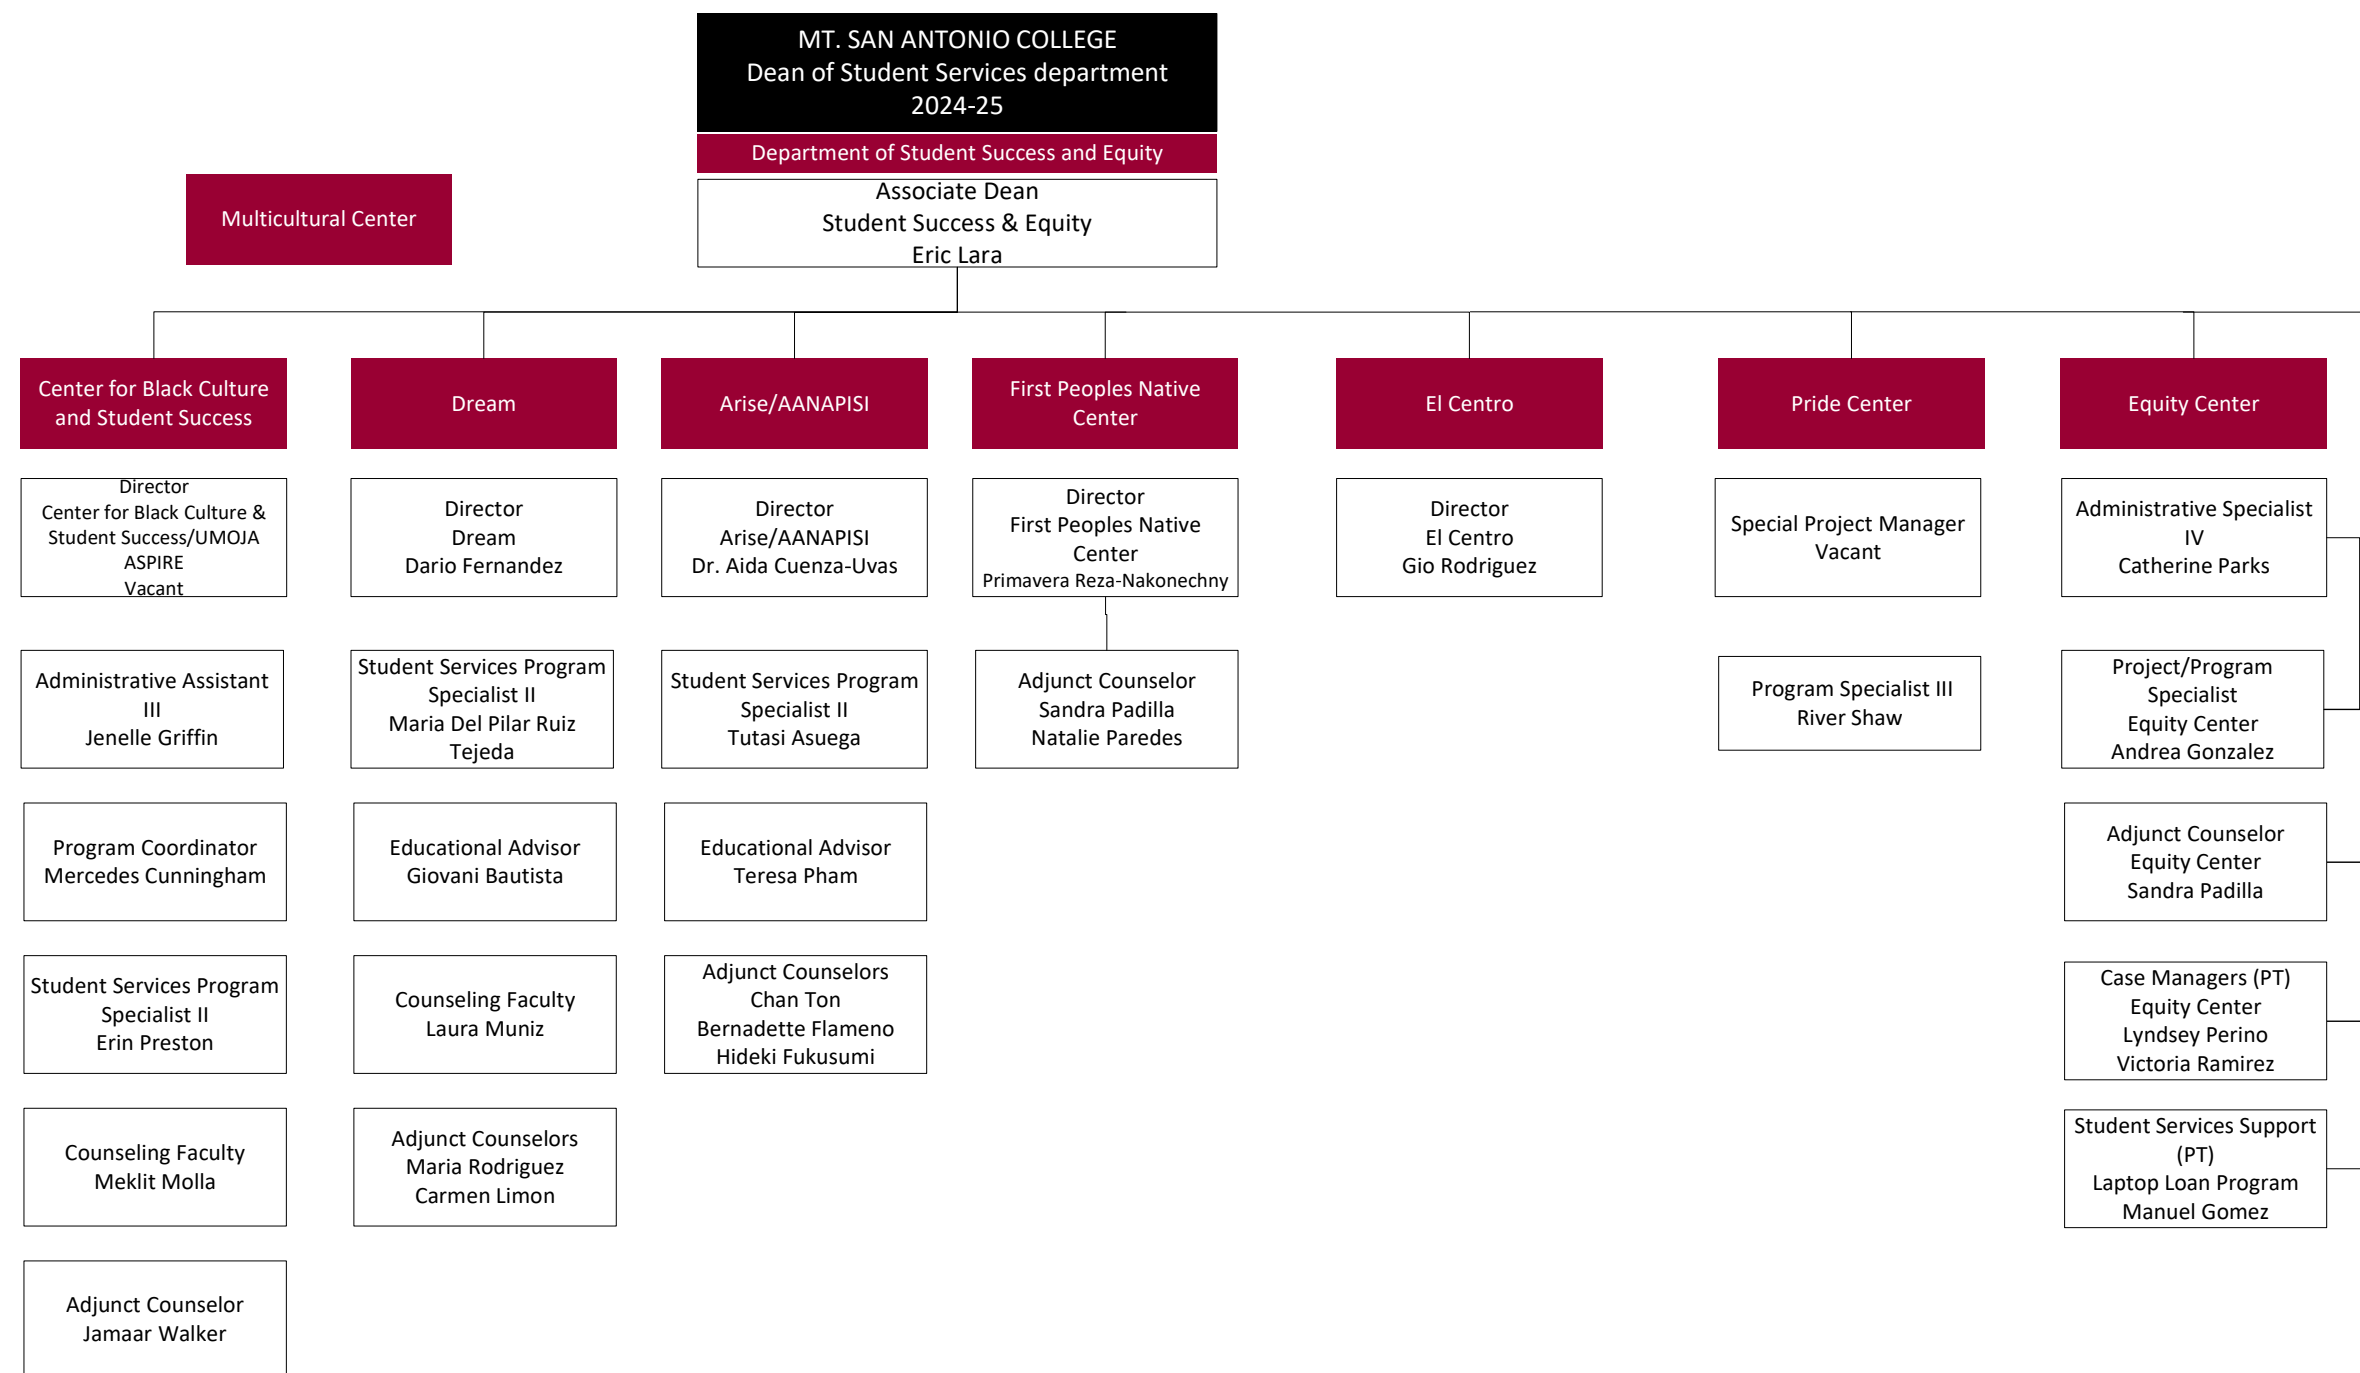 MT. SAN ANTONIO COLLEGE
Dean of Student Services department
2024-25
Department of Student Success and Equity
Associate Dean
Student Success & Equity
Eric Lara
Multicultural Center
Center for Black Culture
and Student Success
Director
Center for Black Culture &
Student Success/UMOJA
ASPIRE
Vacant
Administrative Assistant
III
Jenelle Griffin
Program Coordinator
Mercedes Cunningham
Student Services Program
Specialist II
Erin Preston
Counseling Faculty
Meklit Molla
Adjunct Counselor
Jamaar Walker
Dream
Director
Dream
Dario Fernandez
Student Services Program
Specialist II
Maria Del Pilar Ruiz
Tejeda
Educational Advisor
Giovani Bautista
Counseling Faculty
Laura Muniz
Adjunct Counselors
Maria Rodriguez
Carmen Limon
Arise/AANAPISI
Director
Arise/AANAPISI
Dr. Aida Cuenza-Uvas
Student Services Program
Specialist II
Tutasi Asuega
Educational Advisor
Teresa Pham
Adjunct Counselors
Chan Ton
Bernadette Flameno
Hideki Fukusumi
First Peoples Native
Center
Director
First Peoples Native
Center
Primavera Reza-Nakonechny
Adjunct Counselor
Sandra Padilla
Natalie Paredes
El Centro
Director
El Centro
Gio Rodriguez
Pride Center
Special Project Manager
Vacant
Program Specialist III
River Shaw
Equity Center
Administrative Specialist
IV
Catherine Parks
Project/Program
Specialist
Equity Center
Andrea Gonzalez
Adjunct Counselor
Equity Center
Sandra Padilla
Case Managers (PT)
Equity Center
Lyndsey Perino
Victoria Ramirez
Student Services Support
(PT)
Laptop Loan Program
Manuel Gomez